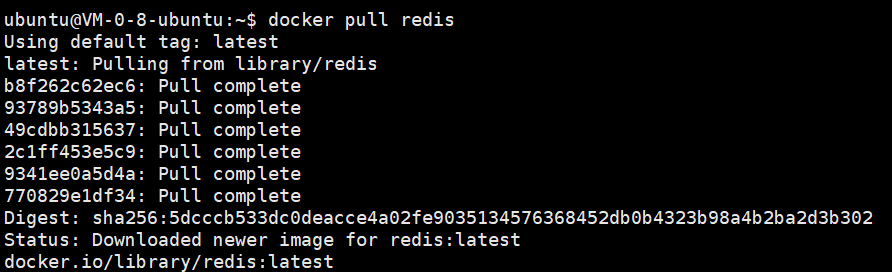 ubuntu@VM-0-8-ubuntu:~$ docker pull redis
Using default tag: latest
latest: Pulling from library/redis
b8f262c62ec6: Pull complete
93789b5343a5: Pull complete
49cdbb315637: Pull complete
2c1ff453e5c9: Pull complete
9341ee0a5d4a: Pull complete
770829e1df34: Pull complete
Digest: sha256:5dcccb533dc0deacce4a02fe9035134576368452db0b4323b98a4b2ba2d3b302
Status: Downloaded newer image for redis:latest
docker.io/library/redis:latest